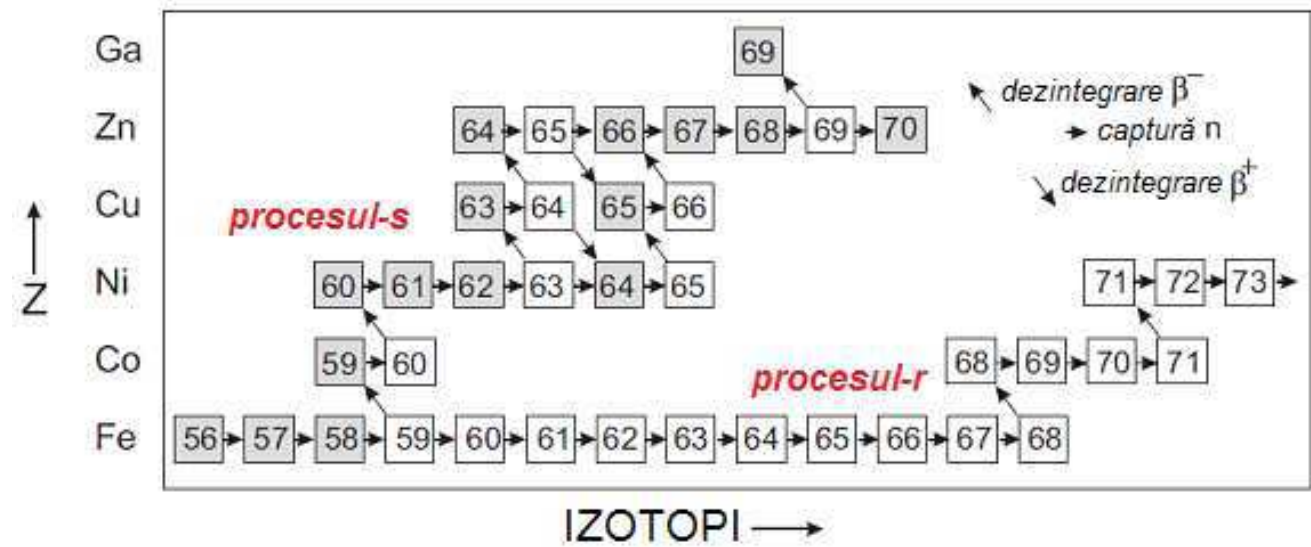 Ga 69
dezintegrare β⁻
Zn 64 65 66 67 68 69 70
captură n
dezintegrare β⁺
Cu 63 64 65 66
procesul-s
Z
Ni 60 61 62 63 64 65 71 72 73
Co 59 60 68 69 70 71
procesul-r
Fe 56 57 58 59 60 61 62 63 64 65 66 67 68
IZOTOPI